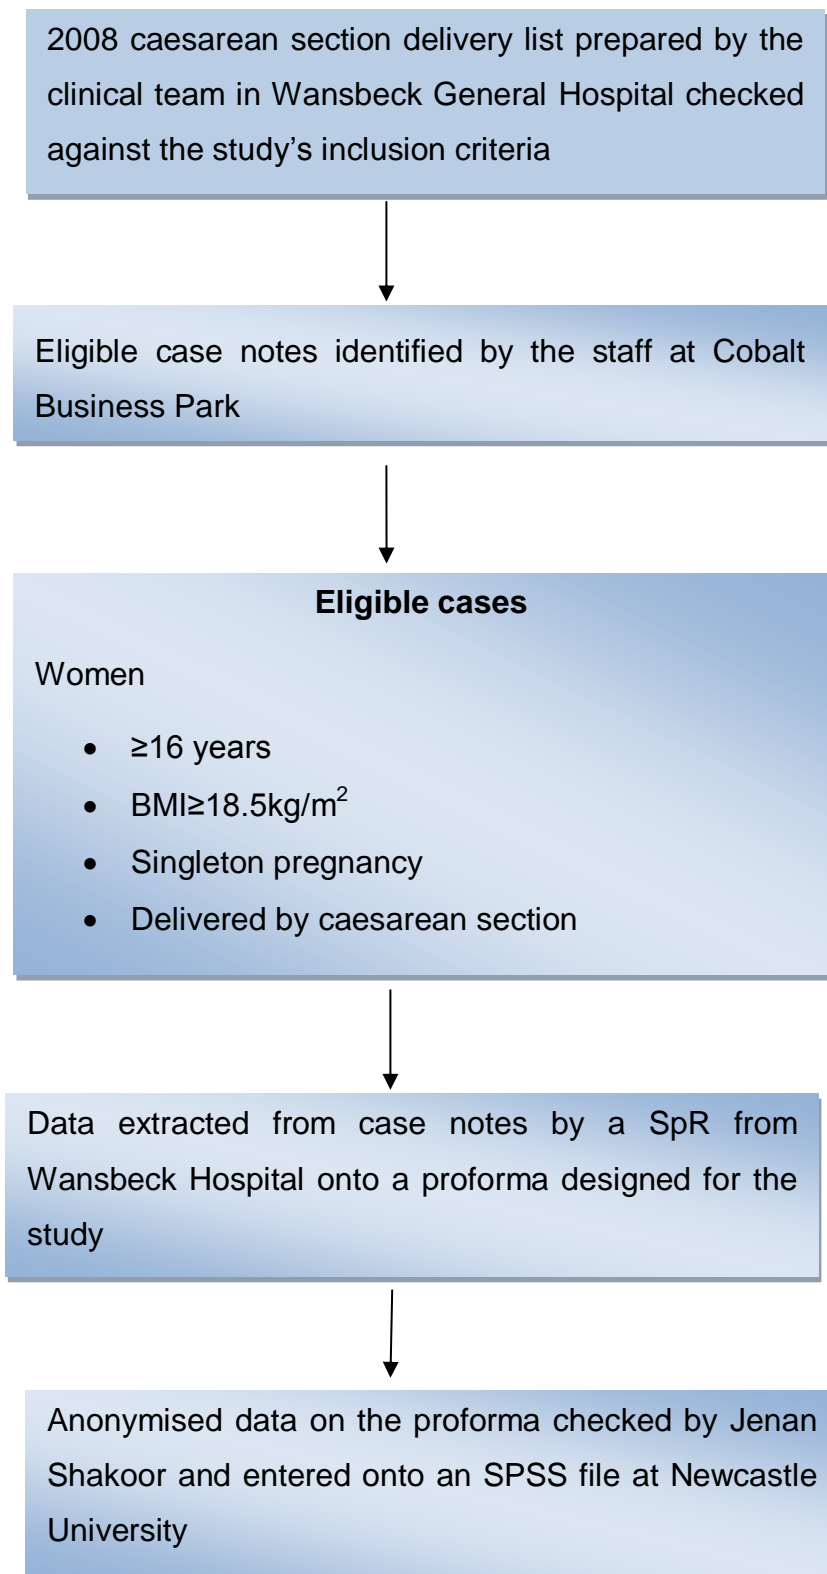 2008 caesarean section delivery list prepared by the
clinical team in Wansbeck General Hospital checked
against the study’s inclusion criteria
Eligible case notes identified by the staff at Cobalt
Business Park
Eligible cases
Women
• ≥16 years
• BMI≥18.5kg/m²
• Singleton pregnancy
• Delivered by caesarean section
Data extracted from case notes by a SpR from
Wansbeck Hospital onto a proforma designed for the
study
Anonymised data on the proforma checked by Jenan
Shakoor and entered onto an SPSS file at Newcastle
University